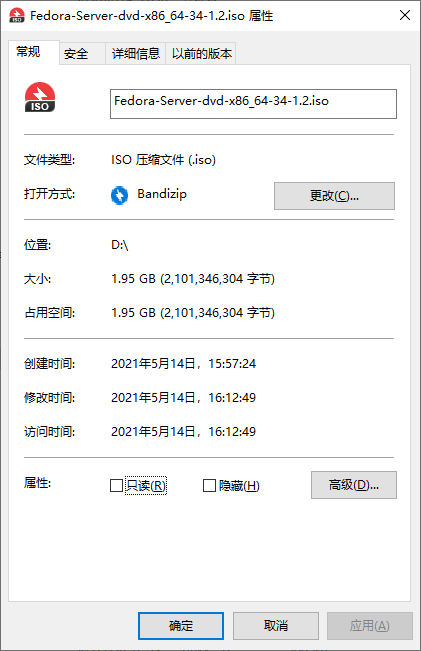 Fedora-Server-dvd-x86_64-34-1.2.iso 属性
常规 安全 详细信息 以前的版本
ISO
Fedora-Server-dvd-x86_64-34-1.2.iso
文件类型: ISO 压缩文件 (.iso)
打开方式: Bandizip 更改(C)...
位置: D:\
大小: 1.95 GB (2,101,346,304 字节)
占用空间: 1.95 GB (2,101,346,304 字节)
创建时间: 2021年5月14日，15:57:24
修改时间: 2021年5月14日，16:12:49
访问时间: 2021年5月14日，16:12:49
属性: 只读(R) 隐藏(H) 高级(D)...
确定 取消 应用(A)